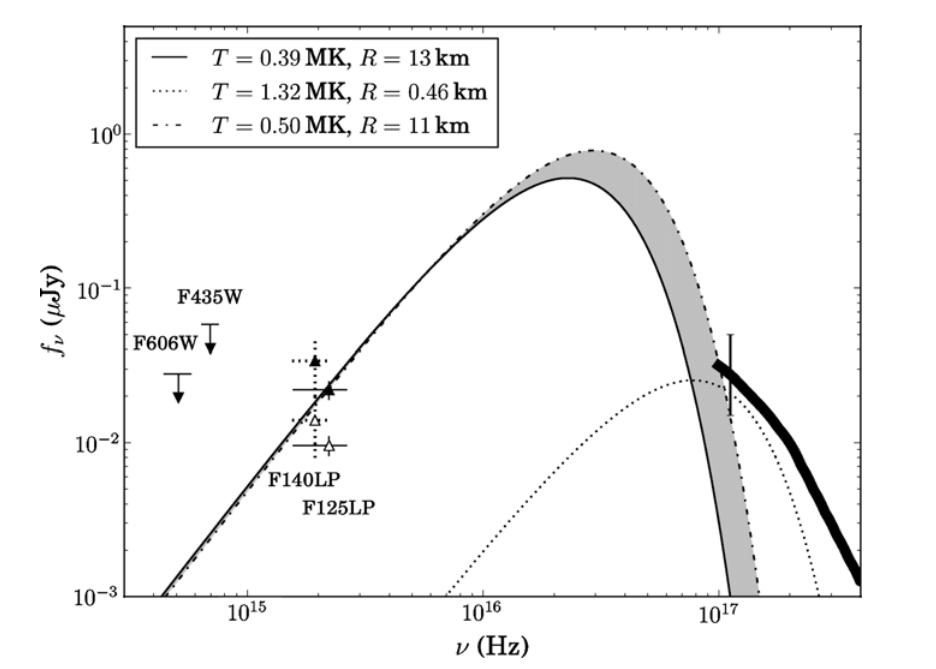 T = 0.39 MK, R = 13 km
T = 1.32 MK, R = 0.46 km
T = 0.50 MK, R = 11 km
10⁰
10⁻¹
10⁻²
10⁻³
fν (μJy)
F435W
F606W
F140LP
F125LP
10¹⁵
10¹⁶
10¹⁷
ν (Hz)